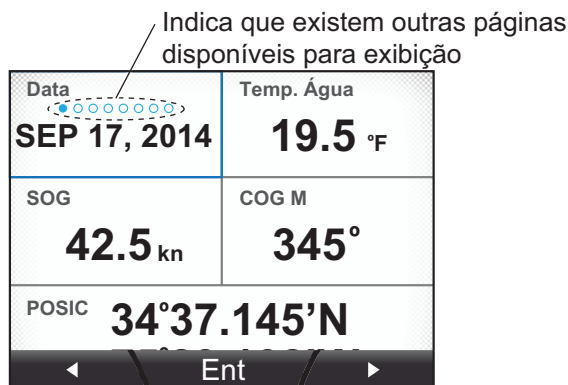 Indica que existem outras páginas
disponíveis para exibição
Data
SEP 17, 2014
Temp. Água
19.5 °F
SOG
42.5 kn
COG M
345°
POSIC
34°37.145’N
Ent